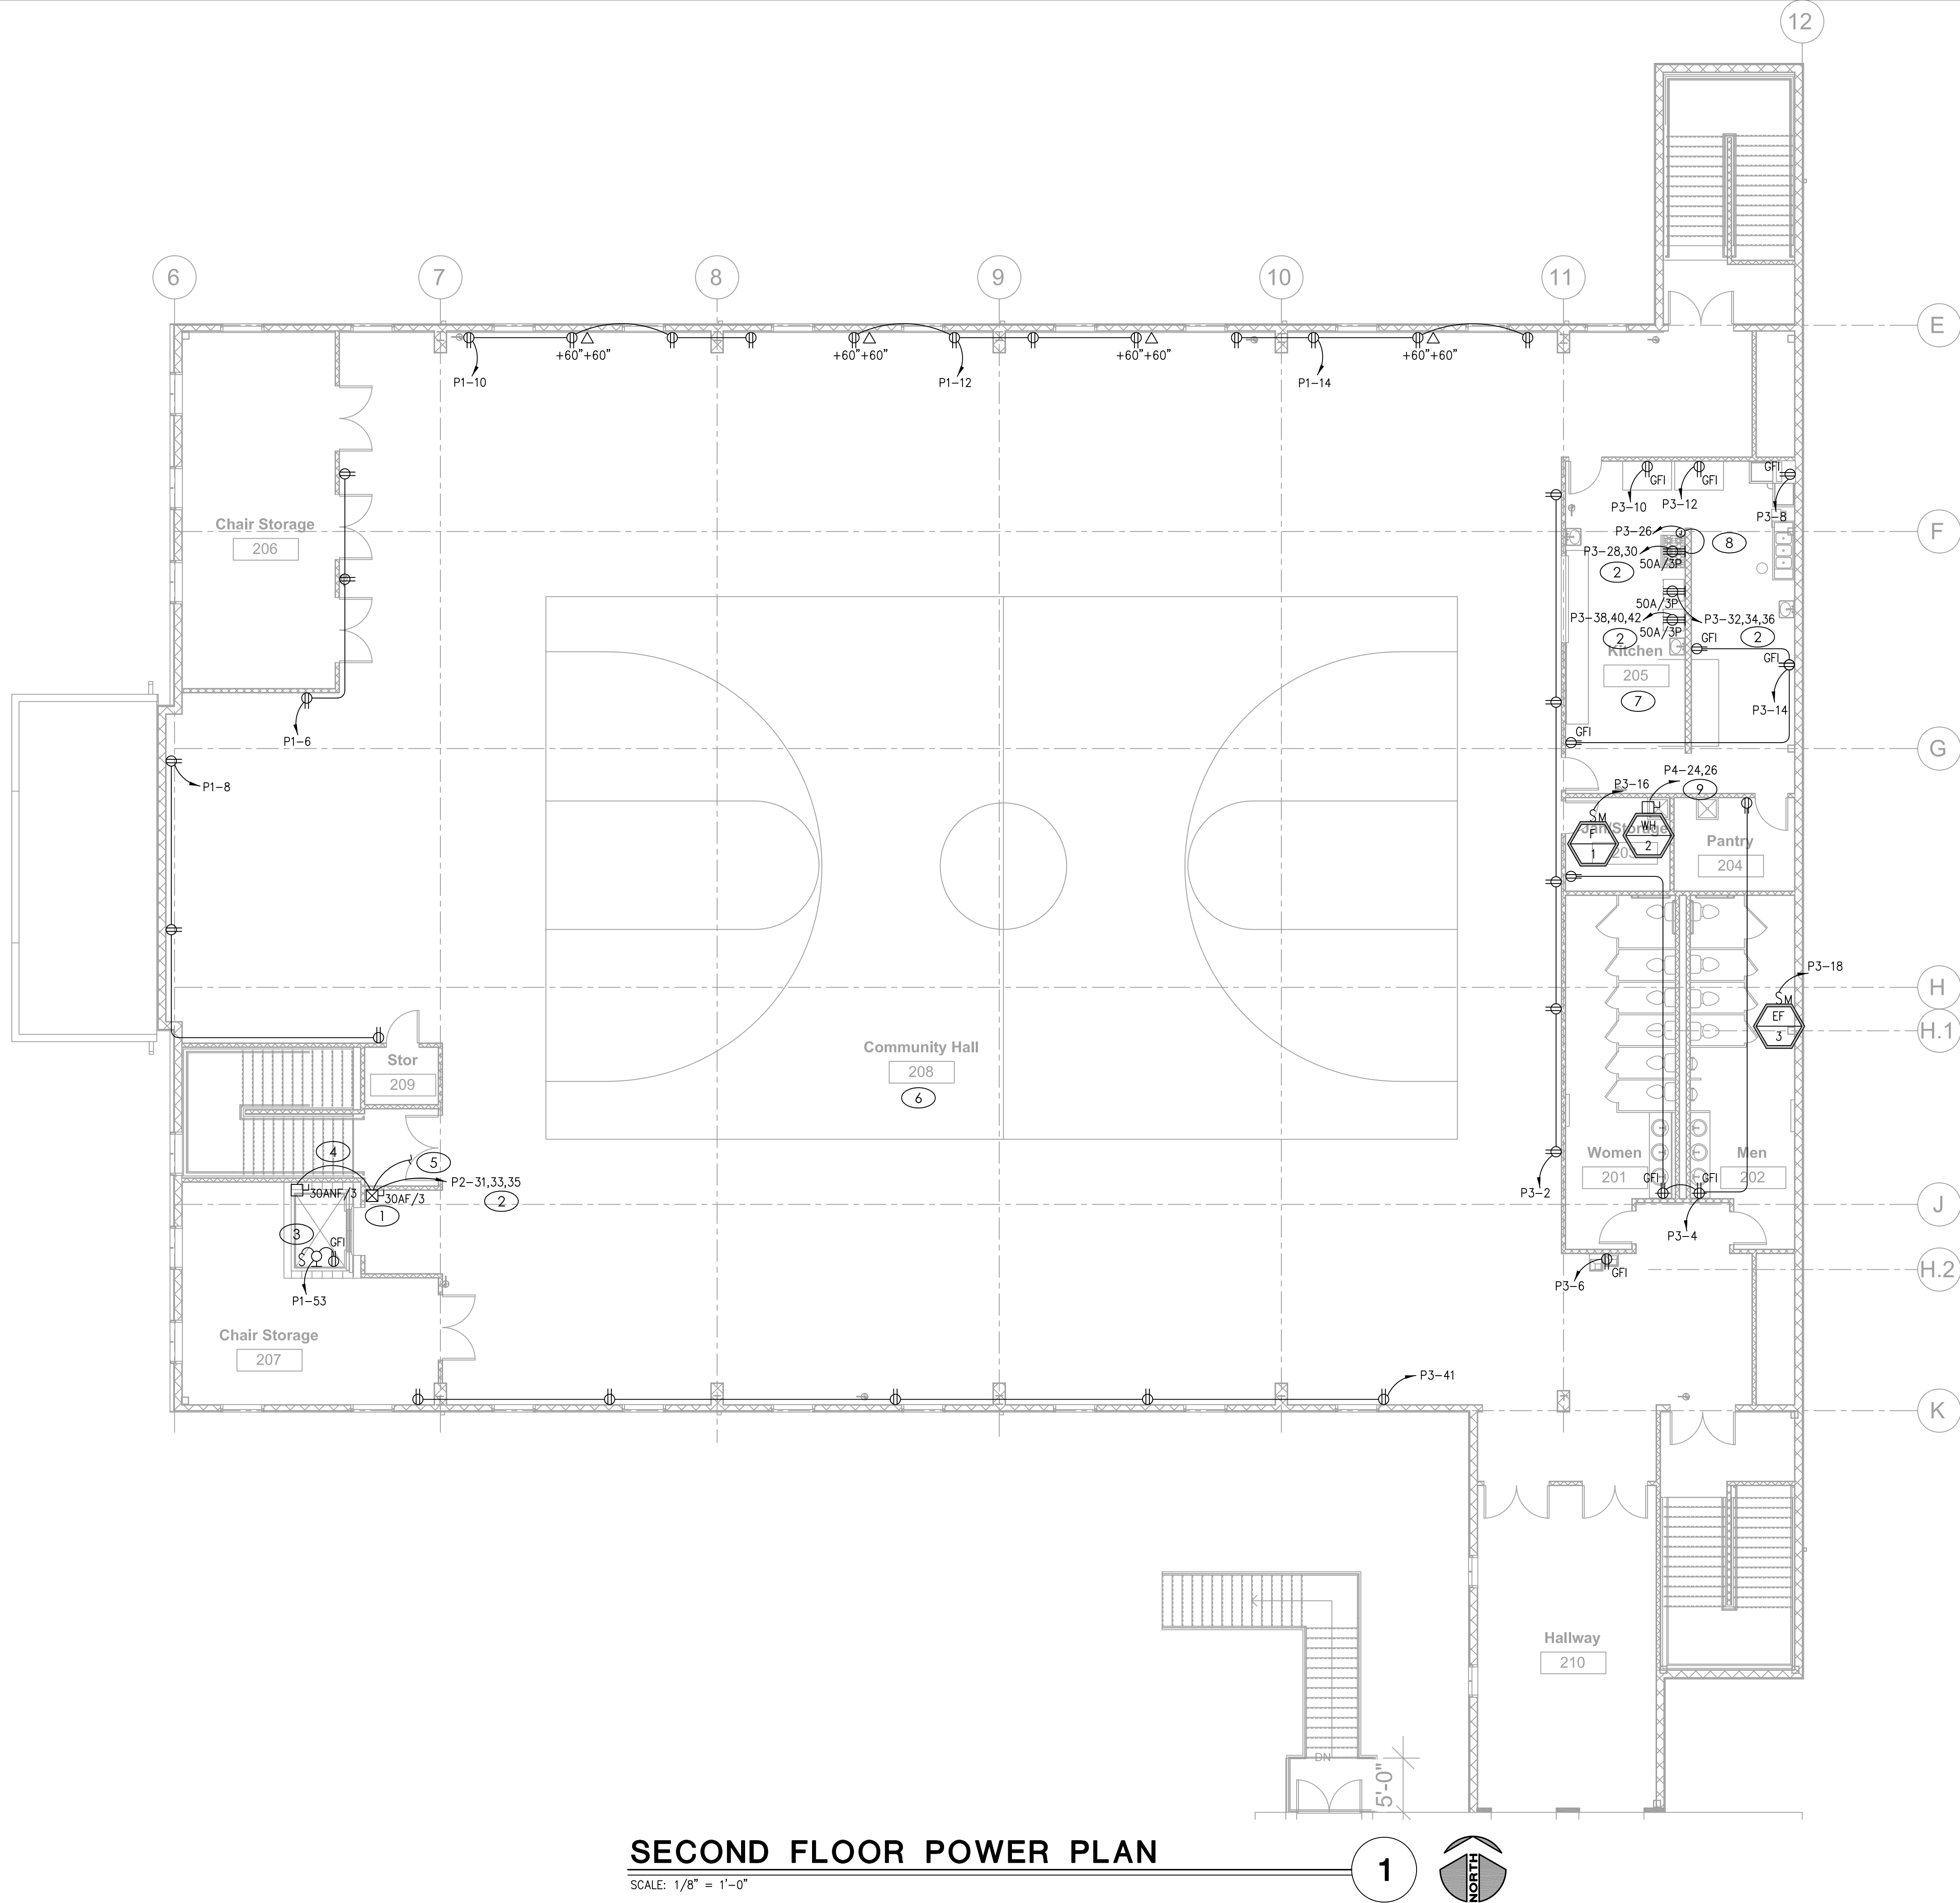 12
6 7 8 9 10 11
E
+60"+60" +60"+60" +60"+60" +60"+60"
P1-10 P1-12 P1-14
GFI GFI GFI
P3-10 P3-12 P3-8
Chair Storage
206
F
P3-26
8
P3-28,30
50A/3P
2
50A/3P
P3-38,40,42 P3-32,34,36
50A/3P
2 2
GFI
Kitchen
GFI
205
7
P3-14
P1-6
GFI
G
P1-8
P4-24,26
P3-16
9
SM
WH
2
F
1
Jan/Storage
203
Pantry
204
P3-18
H
SM
EF
3
H.1
Community Hall
208
6
Stor
209
4
5
P2-31,33,35
2
30ANF/3
30AF/3
1
3
GFI
S
P1-53
Women
201
Men
202
GFI GFI
P3-2
J
P3-4
P3-6
GFI
H.2
Chair Storage
207
P3-41
K
Hallway
210
DN
5'-0"
SECOND FLOOR POWER PLAN
1
NORTH
SCALE: 1/8" = 1'-0"